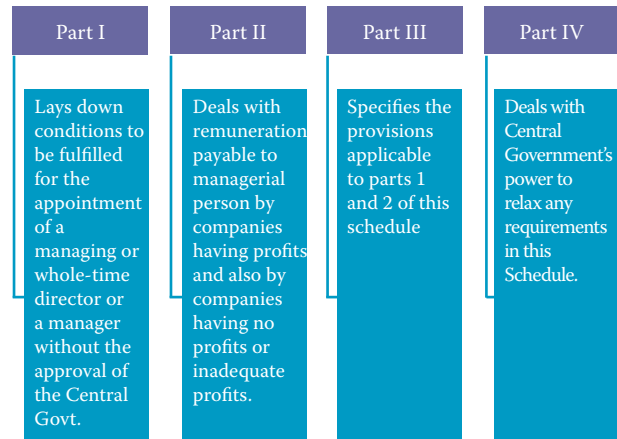 Part I
Lays down
conditions to
be fulfilled
for the
appointment
of a
managing or
whole-time
director or
a manager
without the
approval of
the Central
Govt.
Part II
Deals with
remuneration
payable to
managerial
person by
companies
having profits
and also by
companies
having no
profits or
inadequate
profits.
Part III
Specifies the
provisions
applicable
to parts 1
and 2 of this
schedule
Part IV
Deals with
Central
Government's
power to
relax any
requirements
in this
Schedule.